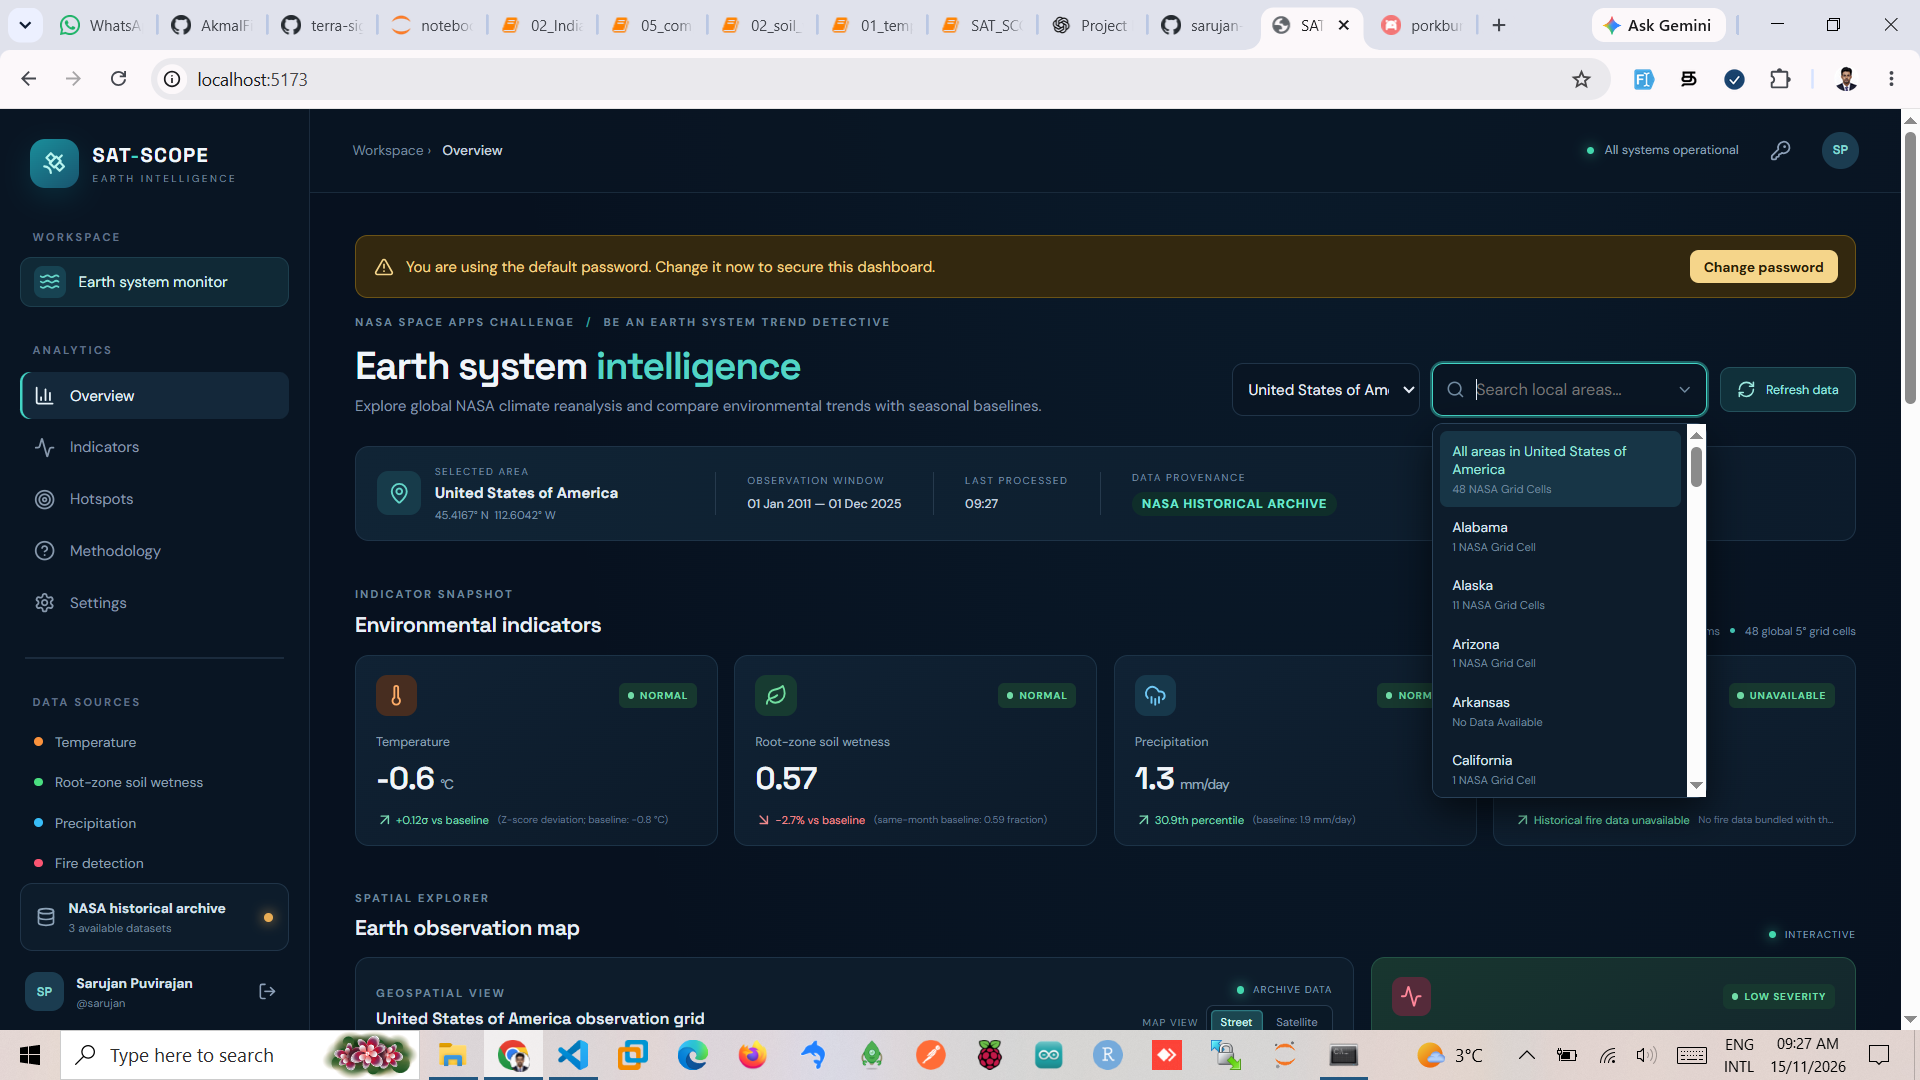 WhatsA
AkmalF
terra-sig
notebo
02_India
05_com
02_soil_
01_temp
SAT_SCO
Project
sarujan-
SAT
porkbun
Ask Gemini
localhost:5173
SAT-SCOPE
EARTH INTELLIGENCE
WORKSPACE
Earth system monitor
ANALYTICS
Overview
Indicators
Hotspots
Methodology
Settings
DATA SOURCES
Temperature
Root-zone soil wetness
Precipitation
Fire detection
NASA historical archive
3 available datasets
SP
Sarujan Puvirajan
@sarujan
Workspace › Overview
All systems operational
SP
You are using the default password. Change it now to secure this dashboard.
Change password
NASA SPACE APPS CHALLENGE / BE AN EARTH SYSTEM TREND DETECTIVE
Earth system intelligence
Explore global NASA climate reanalysis and compare environmental trends with seasonal baselines.
United States of Am
Search local areas...
Refresh data
All areas in United States of
America
48 NASA Grid Cells
Alabama
1 NASA Grid Cell
Alaska
11 NASA Grid Cells
Arizona
1 NASA Grid Cell
Arkansas
No Data Available
California
1 NASA Grid Cell
SELECTED AREA
United States of America
45.4167° N 112.6042° W
OBSERVATION WINDOW
01 Jan 2011 — 01 Dec 2025
LAST PROCESSED
09:27
DATA PROVENANCE
NASA HISTORICAL ARCHIVE
INDICATOR SNAPSHOT
Environmental indicators
ms
48 global 5° grid cells
NORMAL
Temperature
-0.6 °C
+0.12σ vs baseline (Z-score deviation; baseline: -0.8 °C)
NORMAL
Root-zone soil wetness
0.57
-2.7% vs baseline (same-month baseline: 0.59 fraction)
NORM
Precipitation
1.3 mm/day
30.9th percentile (baseline: 1.9 mm/day)
UNAVAILABLE
Historical fire data unavailable No fire data bundled with th...
SPATIAL EXPLORER
Earth observation map
INTERACTIVE
GEOSPATIAL VIEW
United States of America observation grid
ARCHIVE DATA
MAP VIEW Street Satellite
LOW SEVERITY
Type here to search
3°C
ENG
INTL
09:27 AM
15/11/2026